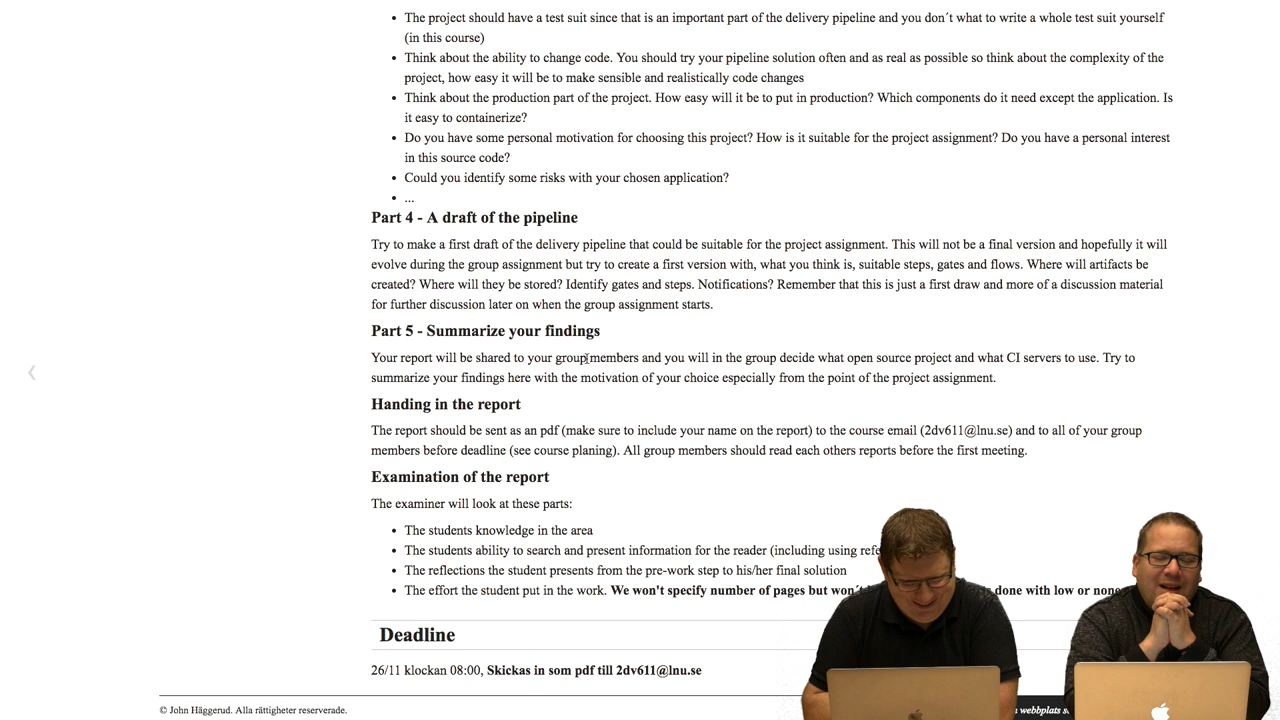 The project should have a test suit since that is an important part of the delivery pipeline and you don´t what to write a whole test suit yourself
(in this course)
Think about the ability to change code. You should try your pipeline solution often and as real as possible so think about the complexity of the
project, how easy it will be to make sensible and realistically code changes
Think about the production part of the project. How easy will it be to put in production? Which components do it need except the application. Is
it easy to containerize?
Do you have some personal motivation for choosing this project? How is it suitable for the project assignment? Do you have a personal interest
in this source code?
Could you identify some risks with your chosen application?
...
Part 4 - A draft of the pipeline
Try to make a first draft of the delivery pipeline that could be suitable for the project assignment. This will not be a final version and hopefully it will
evolve during the group assignment but try to create a first version with, what you think is, suitable steps, gates and flows. Where will artifacts be
created? Where will they be stored? Identify gates and steps. Notifications? Remember that this is just a first draw and more of a discussion material
for further discussion later on when the group assignment starts.
Part 5 - Summarize your findings
Your report will be shared to your group members and you will in the group decide what open source project and what CI servers to use. Try to
summarize your findings here with the motivation of your choice especially from the point of the project assignment.
Handing in the report
The report should be sent as an pdf (make sure to include your name on the report) to the course email (2dv611@lnu.se) and to all of your group
members before deadline (see course planing). All group members should read each others reports before the first meeting.
Examination of the report
The examiner will look at these parts:
The students knowledge in the area
The students ability to search and present information for the reader (including using
The reflections the student presents from the pre-work step to his/her final solution
The effort the student put in the work. We won't specify number of pages but won´t done with low or none
Deadline
26/11 klockan 08:00, Skickas in som pdf till 2dv611@lnu.se
© John Häggerud. Alla rättigheter reserverade. webbplats